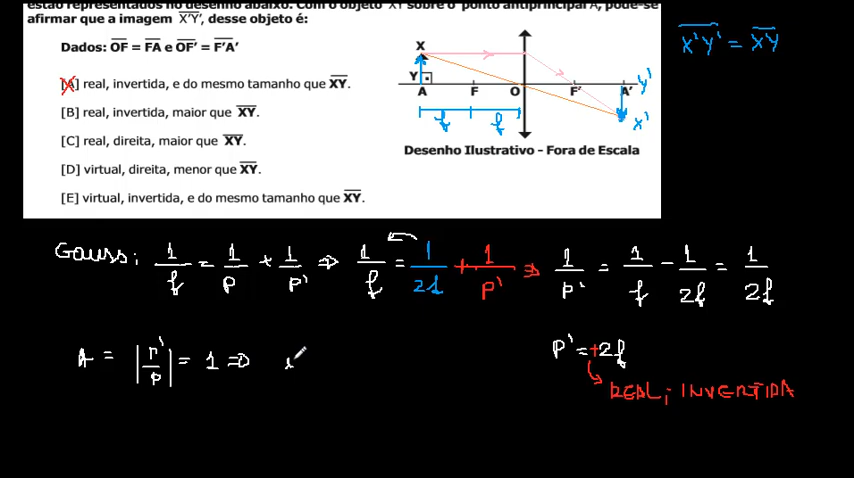 estão representados no desenho abaixo. Com o objeto XY sobre o ponto antiprincipal A, pode-se
afirmar que a imagem X'Y', desse objeto é:
Dados: OF = FA e OF' = F'A'
[A] real, invertida, e do mesmo tamanho que XY.
[B] real, invertida, maior que XY.
[C] real, direita, maior que XY.
[D] virtual, direita, menor que XY.
[E] virtual, invertida, e do mesmo tamanho que XY.
X
Y
A F O F' A'
Y'
X'
f f
Desenho Ilustrativo - Fora de Escala
X'Y' = XY
Gauss: 1/f = 1/p + 1/p' ⇒ 1/f = 1/2f + 1/p' ⇒ 1/p' = 1/f - 1/2f = 1/2f
A = |p'/p| = 1 ⇒
p' = +2f
REAL; INVERTIDA